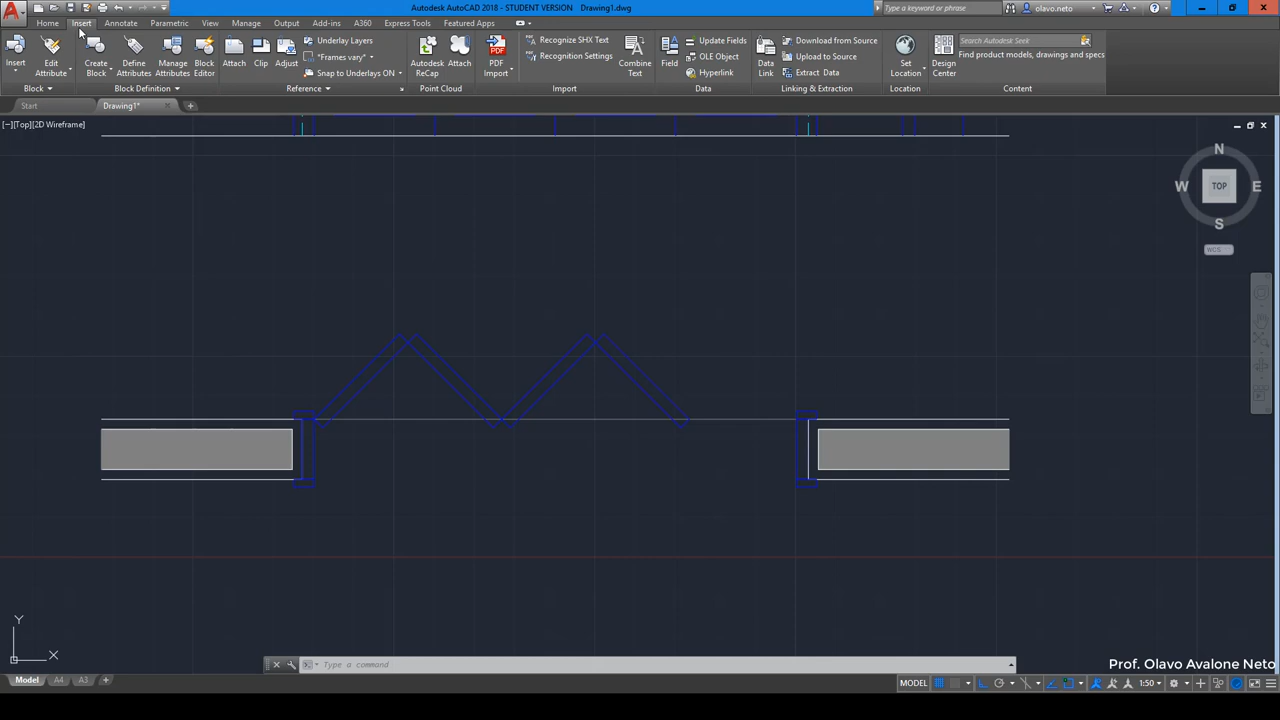 Autodesk AutoCAD 2018 - STUDENT VERSION Drawing1.dwg
Type a keyword or phrase
olavo.neto
Home Insert Annotate Parametric View Manage Output Add-ins A360 Express Tools Featured Apps
Insert
Edit Attribute
Create Block
Define Attributes
Manage Attributes
Block Editor
Attach
Clip
Adjust
Underlay Layers
*Frames vary*
Snap to Underlays ON
Autodesk ReCap
Attach
PDF Import
Recognize SHX Text
Recognition Settings
Combine Text
Field
Update Fields
OLE Object
Hyperlink
Data Link
Download from Source
Upload to Source
Extract Data
Set Location
Design Center
Search Autodesk Seek
Find product models, drawings and specs
Block Block Definition Reference Point Cloud Import Data Linking & Extraction Location Content
Start Drawing1*
[−][Top][2D Wireframe]
N
W TOP E
S
WCS
Y
X
Type a command
Prof. Olavo Avalone Neto
Model A4 A3
MODEL 1:50